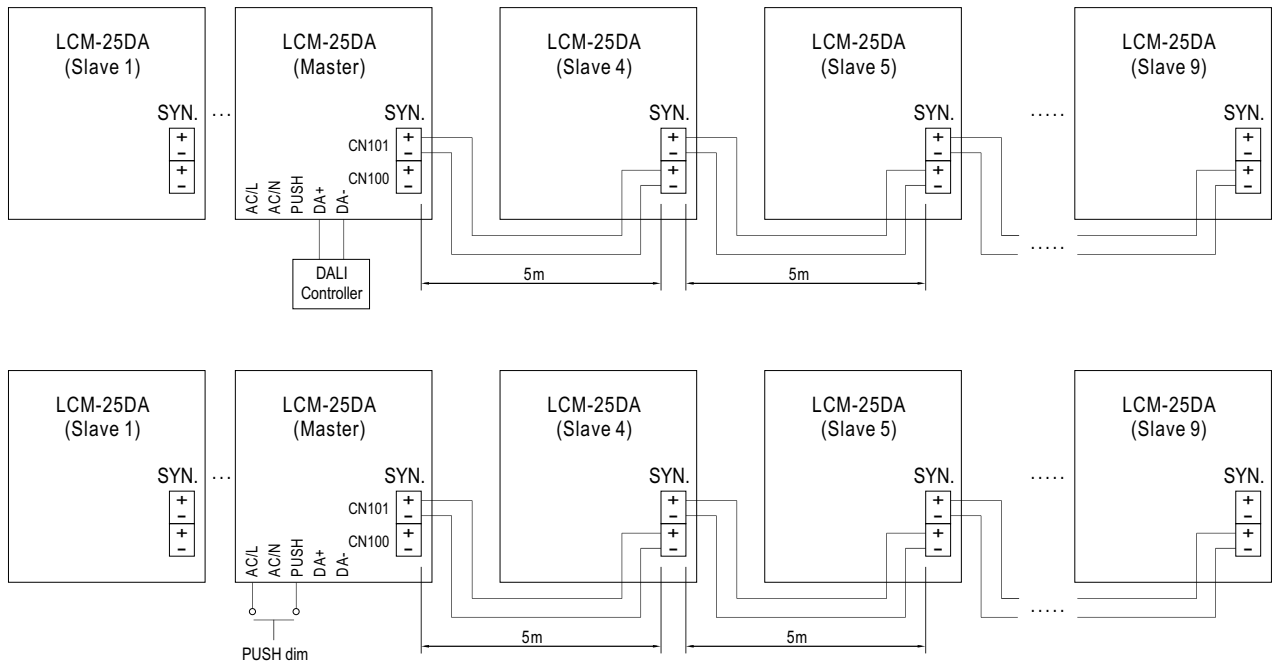 LCM-25DA
(Slave 1)
SYN.
+
-
+
-
...
LCM-25DA
(Master)
SYN.
CN101
+
-
CN100
+
-
AC/L
AC/N
PUSH
DA+
DA-
DALI
Controller
LCM-25DA
(Slave 4)
SYN.
+
-
+
-
LCM-25DA
(Slave 5)
SYN.
+
-
+
-
.....
.....
LCM-25DA
(Slave 9)
SYN.
+
-
+
-
5m
5m
LCM-25DA
(Slave 1)
SYN.
+
-
+
-
...
LCM-25DA
(Master)
SYN.
CN101
+
-
CN100
+
-
AC/L
AC/N
PUSH
DA+
DA-
PUSH dim
LCM-25DA
(Slave 4)
SYN.
+
-
+
-
LCM-25DA
(Slave 5)
SYN.
+
-
+
-
.....
.....
LCM-25DA
(Slave 9)
SYN.
+
-
+
-
5m
5m